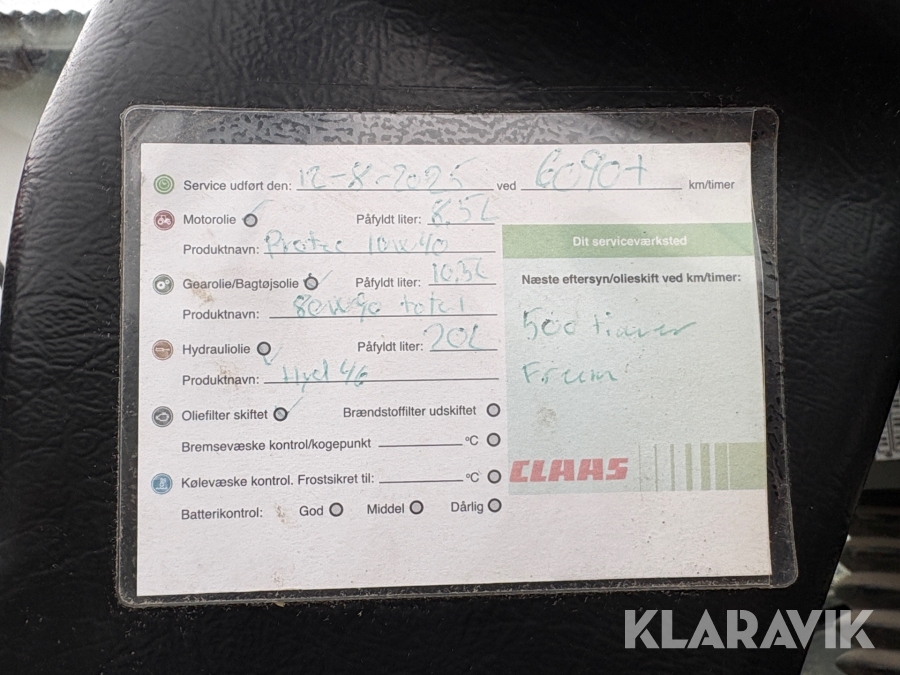 Service udført den: 12-8-2025 ved 6090+ km/timer
Motorolie Påfyldt liter: 8,5L
Produktnavn: Protec 10w40
Gearolie/Bagtøjsolie Påfyldt liter: 10,5L
Produktnavn: 80w90 total
Hydrauliolie Påfyldt liter: 20L
Produktnavn: Hyd 46
Oliefilter skiftet Brændstoffilter udskiftet
Bremsevæske kontrol/kogepunkt °C
Kølevæske kontrol. Frostsikret til: °C
Batterikontrol: God Middel Dårlig
Dit serviceværksted
Næste eftersyn/olieskift ved km/timer:
500 timer
Frem
CLAAS
KLARAVIK